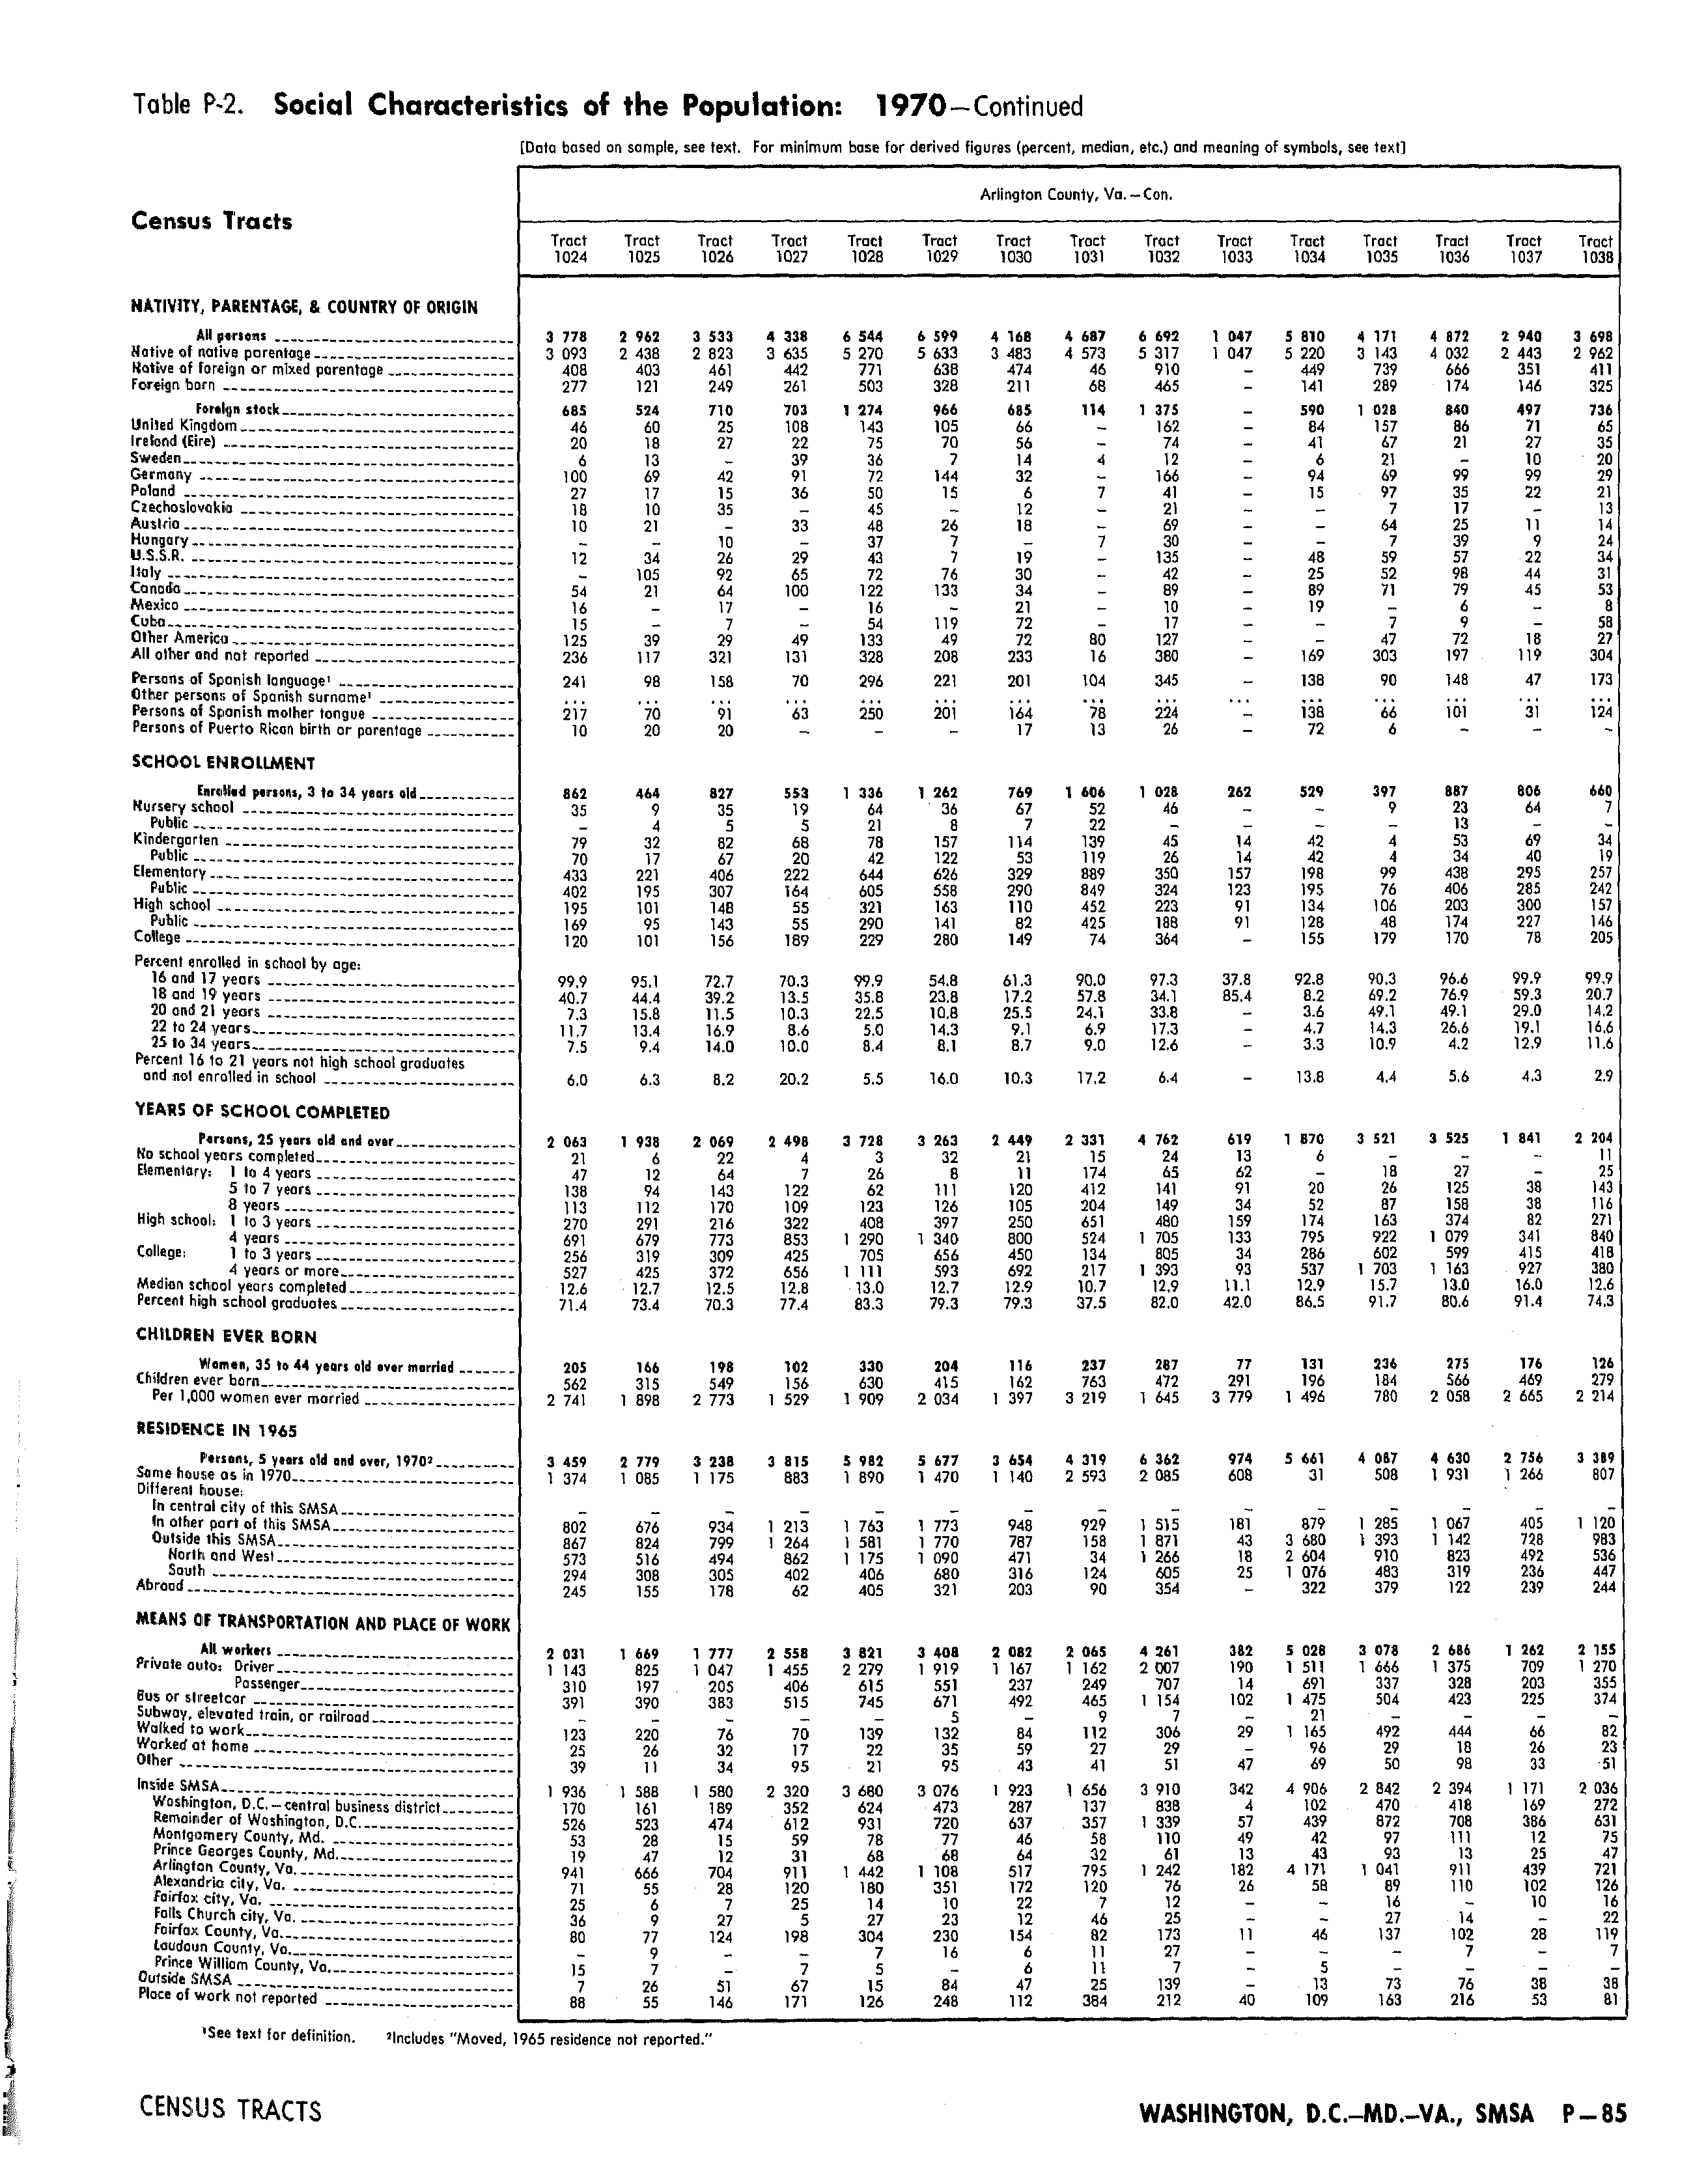 Table P-2. Social Characteristics of the Population: 1970—Continued
[Data based on sample, see text. For minimum base for derived figures (percent, median, etc.) and meaning of symbols, see text]
Census Tracts
Arlington County, Va.—Con.
Tract 1024 Tract 1025 Tract 1026 Tract 1027 Tract 1028 Tract 1029 Tract 1030 Tract 1031 Tract 1032 Tract 1033 Tract 1034 Tract 1035 Tract 1036 Tract 1037 Tract 1038
NATIVITY, PARENTAGE, & COUNTRY OF ORIGIN
All persons 3 778 2 962 3 533 4 338 6 544 6 599 4 168 4 687 6 692 1 047 5 810 4 171 4 872 2 940 3 698
Native of native parentage 3 093 2 438 2 823 3 635 5 270 5 633 3 483 4 573 5 317 1 047 5 220 3 143 4 032 2 443 2 962
Native of foreign or mixed parentage 408 403 461 442 771 638 474 46 910 – 449 739 666 351 411
Foreign born 277 121 249 261 503 328 211 68 465 – 141 289 174 146 325
Foreign stock 685 524 710 703 1 274 966 685 114 1 375 – 590 1 028 840 497 736
United Kingdom 46 60 25 108 143 105 66 – 162 – 84 157 86 71 65
Ireland (Eire) 20 18 27 22 75 70 56 – 74 – 41 67 21 27 35
Sweden 6 13 – 39 36 7 14 4 12 – 6 21 – 10 20
Germany 100 69 42 91 72 144 32 – 166 – 94 69 99 99 29
Poland 27 17 15 36 50 15 6 7 41 – 15 97 35 22 21
Czechoslovakia 18 10 35 – 45 – 12 – 21 – – 7 17 – 13
Austria 10 21 – 33 48 26 18 – 69 – – 64 25 11 14
Hungary – – 10 – 37 7 – 7 30 – – 7 39 9 24
U.S.S.R. 12 34 26 29 43 7 19 – 135 – 48 59 57 22 34
Italy – 105 92 65 72 76 30 – 42 – 25 52 98 44 31
Canada 54 21 64 100 122 133 34 – 89 – 89 71 79 45 53
Mexico 16 – 17 – 16 – 21 – 10 – 19 – 6 – 8
Cuba 15 – 7 – 54 119 72 – 17 – – 7 9 – 58
Other America 125 39 29 49 133 49 72 80 127 – – 47 72 18 27
All other and not reported 236 117 321 131 328 208 233 16 380 – 169 303 197 119 304
Persons of Spanish language¹ 241 98 158 70 296 221 201 104 345 – 138 90 148 47 173
Other persons of Spanish surname¹ ... ... ... ... ... ... ... ... ... ... ... ... ... ... ...
Persons of Spanish mother tongue 217 70 91 63 250 201 164 78 224 – 138 66 101 31 124
Persons of Puerto Rican birth or parentage 10 20 20 – – – 17 13 26 – 72 6 – – –
SCHOOL ENROLLMENT
Enrolled persons, 3 to 34 years old 862 464 827 553 1 336 1 262 769 1 606 1 028 262 529 397 887 806 660
Nursery school 35 9 35 19 64 36 67 52 46 – – 9 23 64 7
Public – 4 5 5 21 8 7 22 – – – – 13 – –
Kindergarten 79 32 82 68 78 157 114 139 45 14 42 4 53 69 34
Public 70 17 67 20 42 122 53 119 26 14 42 4 34 40 19
Elementary 433 221 406 222 644 626 329 889 350 157 198 99 438 295 257
Public 402 195 307 164 605 558 290 849 324 123 195 76 406 285 242
High school 195 101 148 55 321 163 110 452 223 91 134 106 203 300 157
Public 169 95 143 55 290 141 82 425 188 91 128 48 174 227 146
College 120 101 156 189 229 280 149 74 364 – 155 179 170 78 205
Percent enrolled in school by age:
16 and 17 years 99.9 95.1 72.7 70.3 99.9 54.8 61.3 90.0 97.3 37.8 92.8 90.3 96.6 99.9 99.9
18 and 19 years 40.7 44.4 39.2 13.5 35.8 23.8 17.2 57.8 34.1 85.4 8.2 69.2 76.9 59.3 20.7
20 and 21 years 7.3 15.8 11.5 10.3 22.5 10.8 25.5 24.1 33.8 – 3.6 49.1 49.1 29.0 14.2
22 to 24 years 11.7 13.4 16.9 8.6 5.0 14.3 9.1 6.9 17.3 – 4.7 14.3 26.6 19.1 16.6
25 to 34 years 7.5 9.4 14.0 10.0 8.4 8.1 8.7 9.0 12.6 – 3.3 10.9 4.2 12.9 11.6
Percent 16 to 21 years not high school graduates
and not enrolled in school 6.0 6.3 8.2 20.2 5.5 16.0 10.3 17.2 6.4 – 13.8 4.4 5.6 4.3 2.9
YEARS OF SCHOOL COMPLETED
Persons, 25 years old and over 2 063 1 938 2 069 2 498 3 728 3 263 2 449 2 331 4 762 619 1 870 3 521 3 525 1 841 2 204
No school years completed 21 6 22 4 3 32 21 15 24 13 6 – – – 11
Elementary: 1 to 4 years 47 12 64 7 26 8 11 174 65 62 – 18 27 – 25
5 to 7 years 138 94 143 122 62 111 120 412 141 91 20 26 125 38 143
8 years 113 112 170 109 123 126 105 204 149 34 52 87 158 38 116
High school: 1 to 3 years 270 291 216 322 408 397 250 651 480 159 174 163 374 82 271
4 years 691 679 773 853 1 290 1 340 800 524 1 705 133 795 922 1 079 341 840
College: 1 to 3 years 256 319 309 425 705 656 450 134 805 34 286 602 599 415 418
4 years or more 527 425 372 656 1 111 593 692 217 1 393 93 537 1 703 1 163 927 380
Median school years completed 12.6 12.7 12.5 12.8 13.0 12.7 12.9 10.7 12.9 11.1 12.9 15.7 13.0 16.0 12.6
Percent high school graduates 71.4 73.4 70.3 77.4 83.3 79.3 79.3 37.5 82.0 42.0 86.5 91.7 80.6 91.4 74.3
CHILDREN EVER BORN
Women, 35 to 44 years old ever married 205 166 198 102 330 204 116 237 287 77 131 236 275 176 126
Children ever born 562 315 549 156 630 415 162 763 472 291 196 184 566 469 279
Per 1,000 women ever married 2 741 1 898 2 773 1 529 1 909 2 034 1 397 3 219 1 645 3 779 1 496 780 2 058 2 665 2 214
RESIDENCE IN 1965
Persons, 5 years old and over, 1970² 3 459 2 779 3 238 3 815 5 982 5 677 3 654 4 319 6 362 974 5 661 4 087 4 630 2 756 3 389
Same house as in 1970 1 374 1 085 1 175 883 1 890 1 470 1 140 2 593 2 085 608 31 508 1 931 1 266 807
Different house:
In central city of this SMSA – – – – – – – – – – – – – – –
In other part of this SMSA 802 676 934 1 213 1 763 1 773 948 929 1 515 181 879 1 285 1 067 405 1 120
Outside this SMSA 867 824 799 1 264 1 581 1 770 787 158 1 871 43 3 680 1 393 1 142 728 983
North and West 573 516 494 862 1 175 1 090 471 34 1 266 18 2 604 910 823 492 536
South 294 308 305 402 406 680 316 124 605 25 1 076 483 319 236 447
Abroad 245 155 178 62 405 321 203 90 354 – 322 379 122 239 244
MEANS OF TRANSPORTATION AND PLACE OF WORK
All workers 2 031 1 669 1 777 2 558 3 821 3 408 2 082 2 065 4 261 382 5 028 3 078 2 686 1 262 2 155
Private auto: Driver 1 143 825 1 047 1 455 2 279 1 919 1 167 1 162 2 007 190 1 511 1 666 1 375 709 1 270
Passenger 310 197 205 406 615 551 237 249 707 14 691 337 328 203 355
Bus or streetcar 391 390 383 515 745 671 492 465 1 154 102 1 475 504 423 225 374
Subway, elevated train, or railroad – – – – – 5 – 9 7 – 21 – – – –
Walked to work 123 220 76 70 139 132 84 112 306 29 1 165 492 444 66 82
Worked at home 25 26 32 17 22 35 59 27 29 – 96 29 18 26 23
Other 39 11 34 95 21 95 43 41 51 47 69 50 98 33 51
Inside SMSA 1 936 1 588 1 580 2 320 3 680 3 076 1 923 1 656 3 910 342 4 906 2 842 2 394 1 171 2 036
Washington, D.C.—central business district 170 161 189 352 624 473 287 137 838 4 102 470 418 169 272
Remainder of Washington, D.C. 526 523 474 612 931 720 637 357 1 339 57 439 872 708 386 631
Montgomery County, Md. 53 28 15 59 78 77 46 58 110 49 42 97 111 12 75
Prince Georges County, Md. 19 47 12 31 68 68 64 32 61 13 43 93 13 25 47
Arlington County, Va. 941 666 704 911 1 442 1 108 517 795 1 242 182 4 171 1 041 911 439 721
Alexandria city, Va. 71 55 28 120 180 351 172 120 76 26 58 89 110 102 126
Fairfax city, Va. 25 6 7 25 14 10 22 7 12 – – 16 – 10 16
Falls Church city, Va. 36 9 27 5 27 23 12 46 25 – – 27 14 – 22
Fairfax County, Va. 80 77 124 198 304 230 154 82 173 11 46 137 102 28 119
Loudoun County, Va. – 9 – – 7 16 6 11 27 – – – 7 – 7
Prince William County, Va. 15 7 – 7 5 – 6 11 7 – 5 – – – –
Outside SMSA 7 26 51 67 15 84 47 25 139 – 13 73 76 38 38
Place of work not reported 88 55 146 171 126 248 112 384 212 40 109 163 216 53 81
¹See text for definition. ²Includes "Moved, 1965 residence not reported."
CENSUS TRACTS
WASHINGTON, D.C.–MD.–VA., SMSA P–85